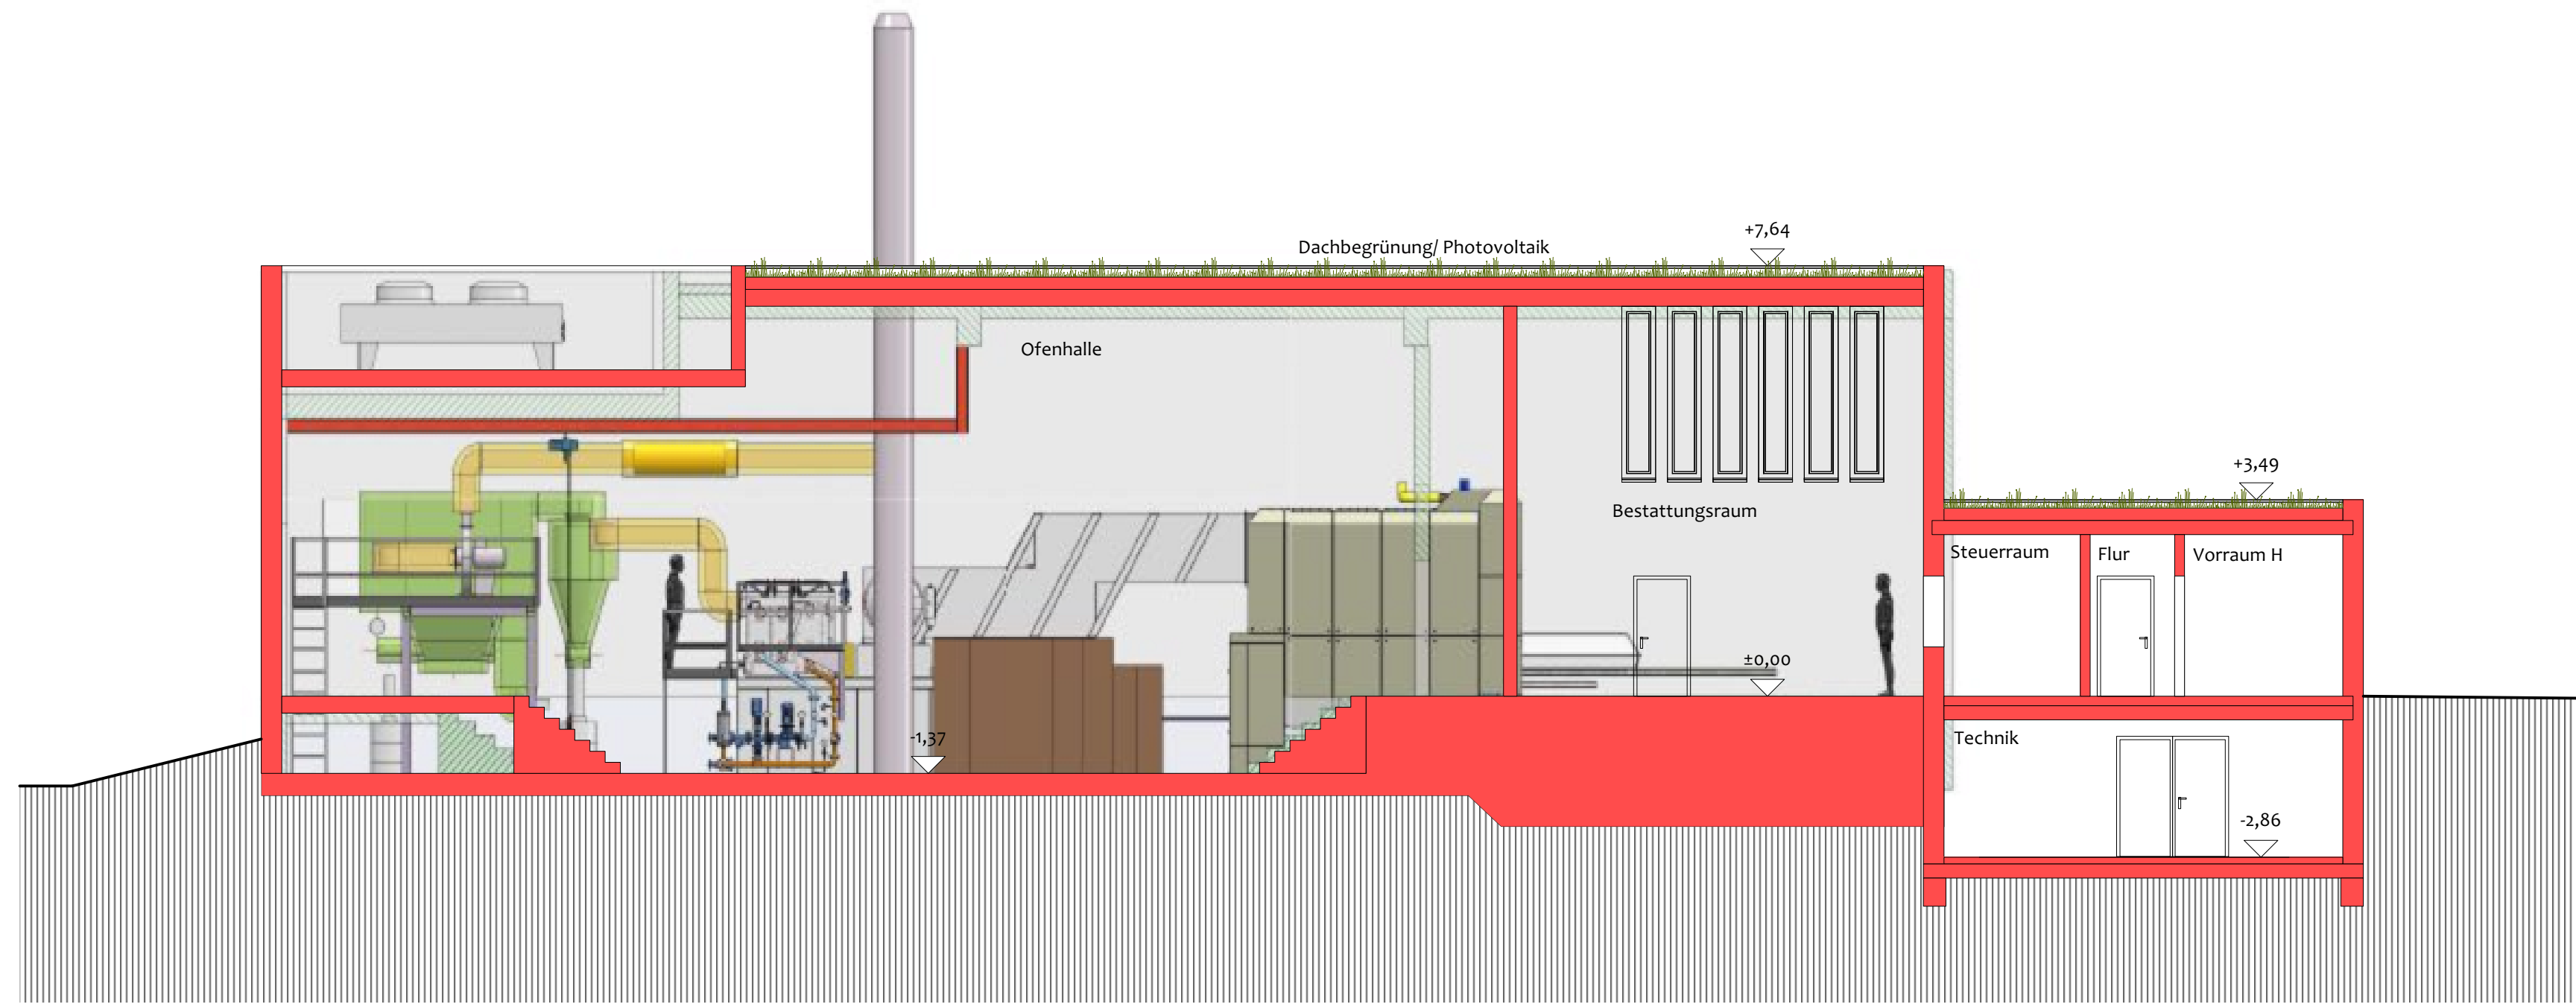 +7,64
Dachbegrünung/ Photovoltaik
Ofenhalle
+3,49
Bestattungsraum
Steuerraum
Flur
Vorraum H
±0,00
-1,37
Technik
-2,86